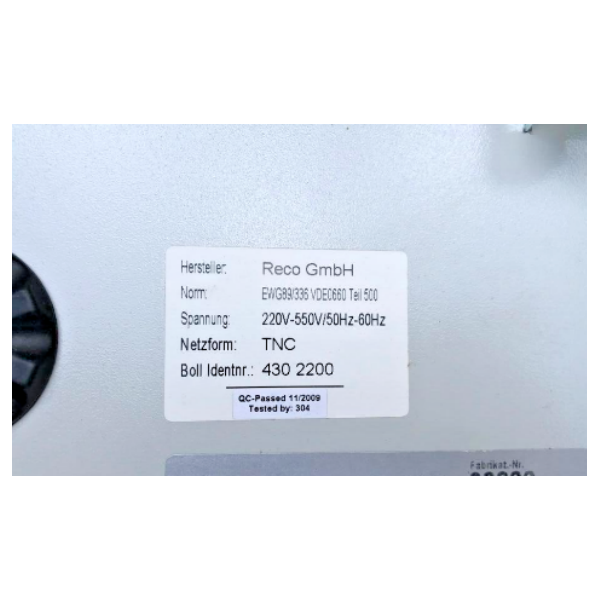 Hersteller: Reco GmbH
Norm: EWG89/336 VDE0660 Teil 500
Spannung: 220V-550V/50Hz-60Hz
Netzform: TNC
Boll Identnr.: 430 2200
QC-Passed 11/2009
Tested by: 304
Fabrikat.-Nr.